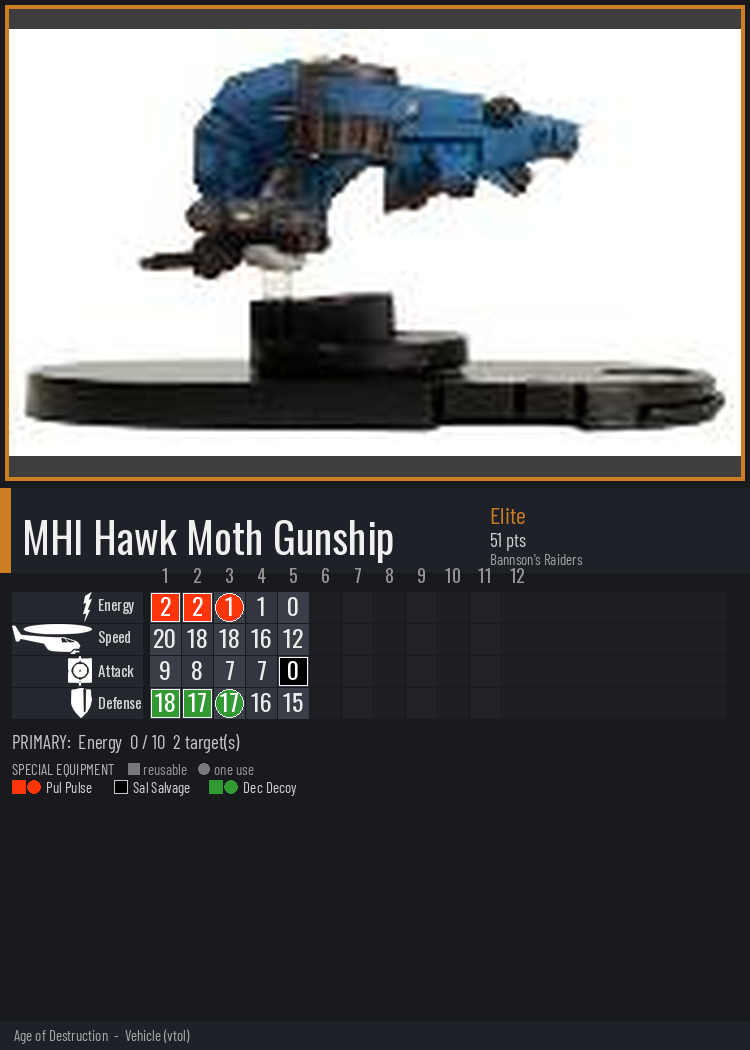 MHI Hawk Moth Gunship
Elite
51 pts
Bannson's Raiders
1 2 3 4 5 6 7 8 9 10 11 12
Energy 2 2 1 1 0
Speed 20 18 18 16 12
Attack 9 8 7 7 0
Defense 18 17 17 16 15
PRIMARY: Energy 0 / 10 2 target(s)
SPECIAL EQUIPMENT reusable one use
Pul Pulse Sal Salvage Dec Decoy
Age of Destruction - Vehicle (vtol)